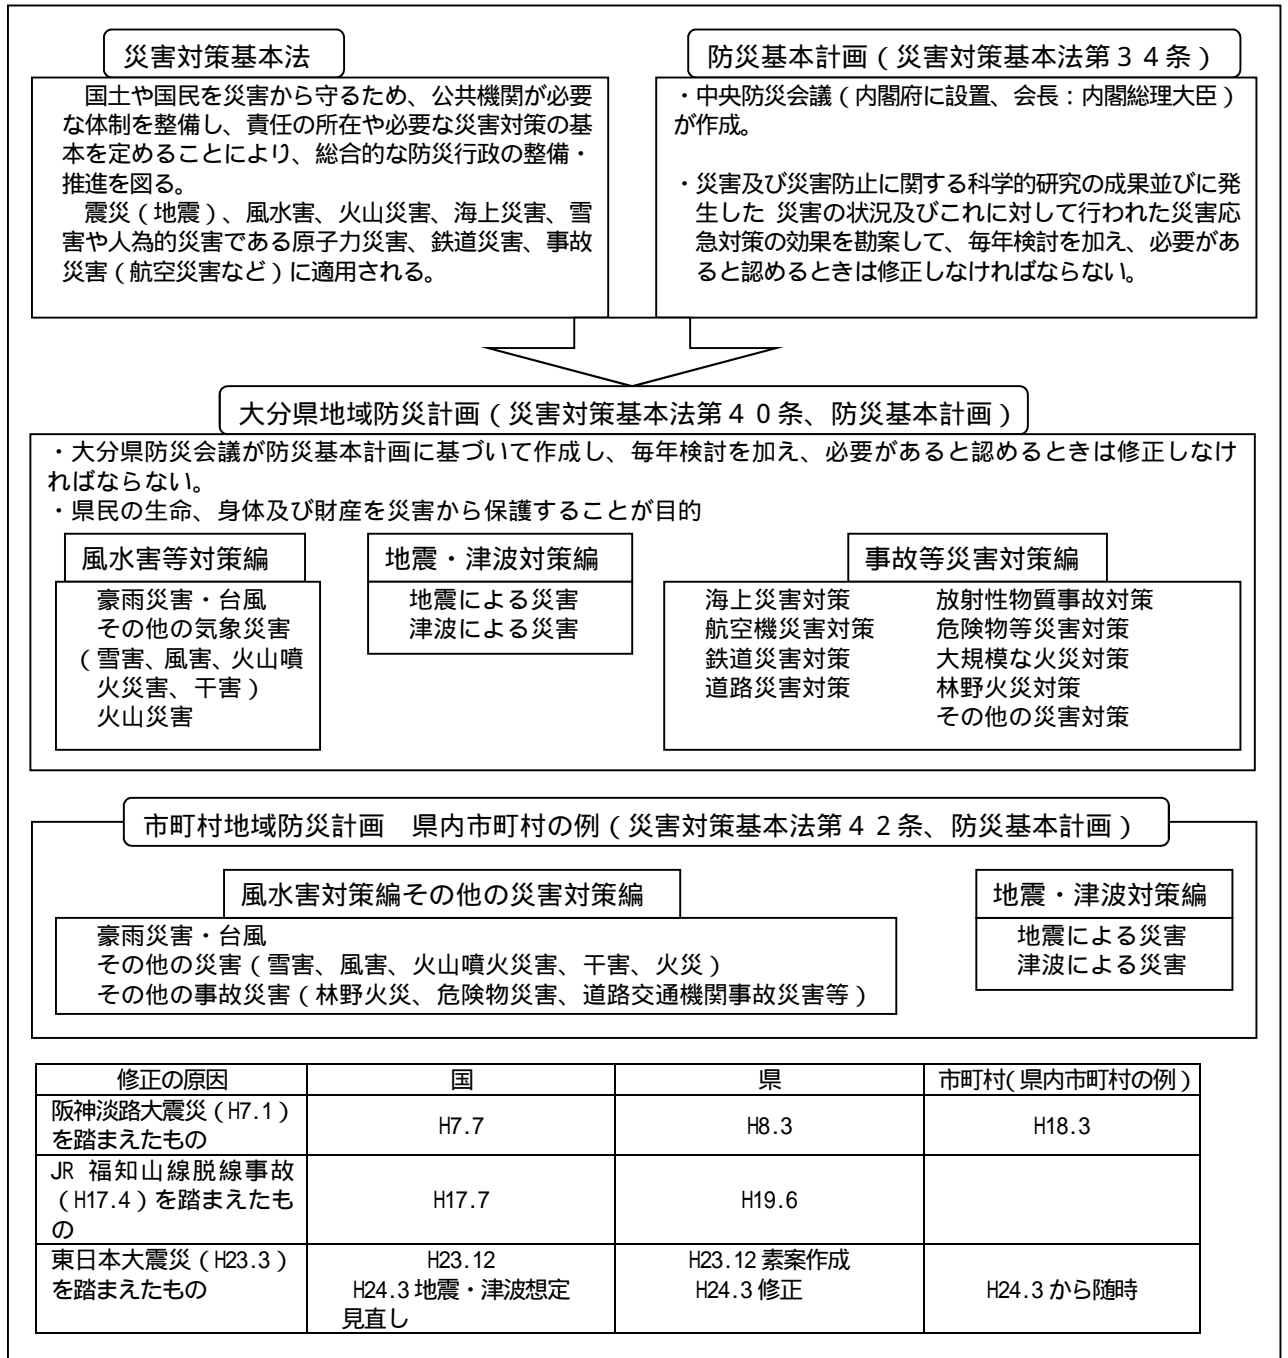 災害対策基本法
国土や国民を災害から守るため、公共機関が必要
な体制を整備し、責任の所在や必要な災害対策の基
本を定めることにより、総合的な防災行政の整備・
推進を図る。
震災（地震）、風水害、火山災害、海上災害、雪
害や人為的災害である原子力災害、鉄道災害、事故
災害（航空災害など）に適用される。
防災基本計画（災害対策基本法第３４条）
・中央防災会議（内閣府に設置、会長：内閣総理大臣）
が作成。
・災害及び災害防止に関する科学的研究の成果並びに発
生した 災害の状況及びこれに対して行われた災害応
急対策の効果を勘案して、毎年検討を加え、必要があ
ると認めるときは修正しなければならない。
大分県地域防災計画（災害対策基本法第４０条、防災基本計画）
・大分県防災会議が防災基本計画に基づいて作成し、毎年検討を加え、必要があると認めるときは修正しなけ
ればならない。
・県民の生命、身体及び財産を災害から保護することが目的
風水害等対策編
豪雨災害・台風
その他の気象災害
（雪害、風害、火山噴
火災害、干害）
火山災害
地震・津波対策編
地震による災害
津波による災害
事故等災害対策編
海上災害対策　放射性物質事故対策
航空機災害対策　危険物等災害対策
鉄道災害対策　大規模な火災対策
道路災害対策　林野火災対策
その他の災害対策
市町村地域防災計画　県内市町村の例（災害対策基本法第４２条、防災基本計画）
風水害対策編その他の災害対策編
豪雨災害・台風
その他の災害（雪害、風害、火山噴火災害、干害、火災）
その他の事故災害（林野火災、危険物災害、道路交通機関事故災害等）
地震・津波対策編
地震による災害
津波による災害
修正の原因　国　県　市町村（県内市町村の例）
阪神淡路大震災（H7.1）
を踏まえたもの　H7.7　H8.3　H18.3
JR 福知山線脱線事故
（H17.4）を踏まえたも
の　H17.7　H19.6
東日本大震災（H23.3）　H23.12　H23.12 素案作成
を踏まえたもの　H24.3 地震・津波想定　H24.3 修正　H24.3 から随時
見直し